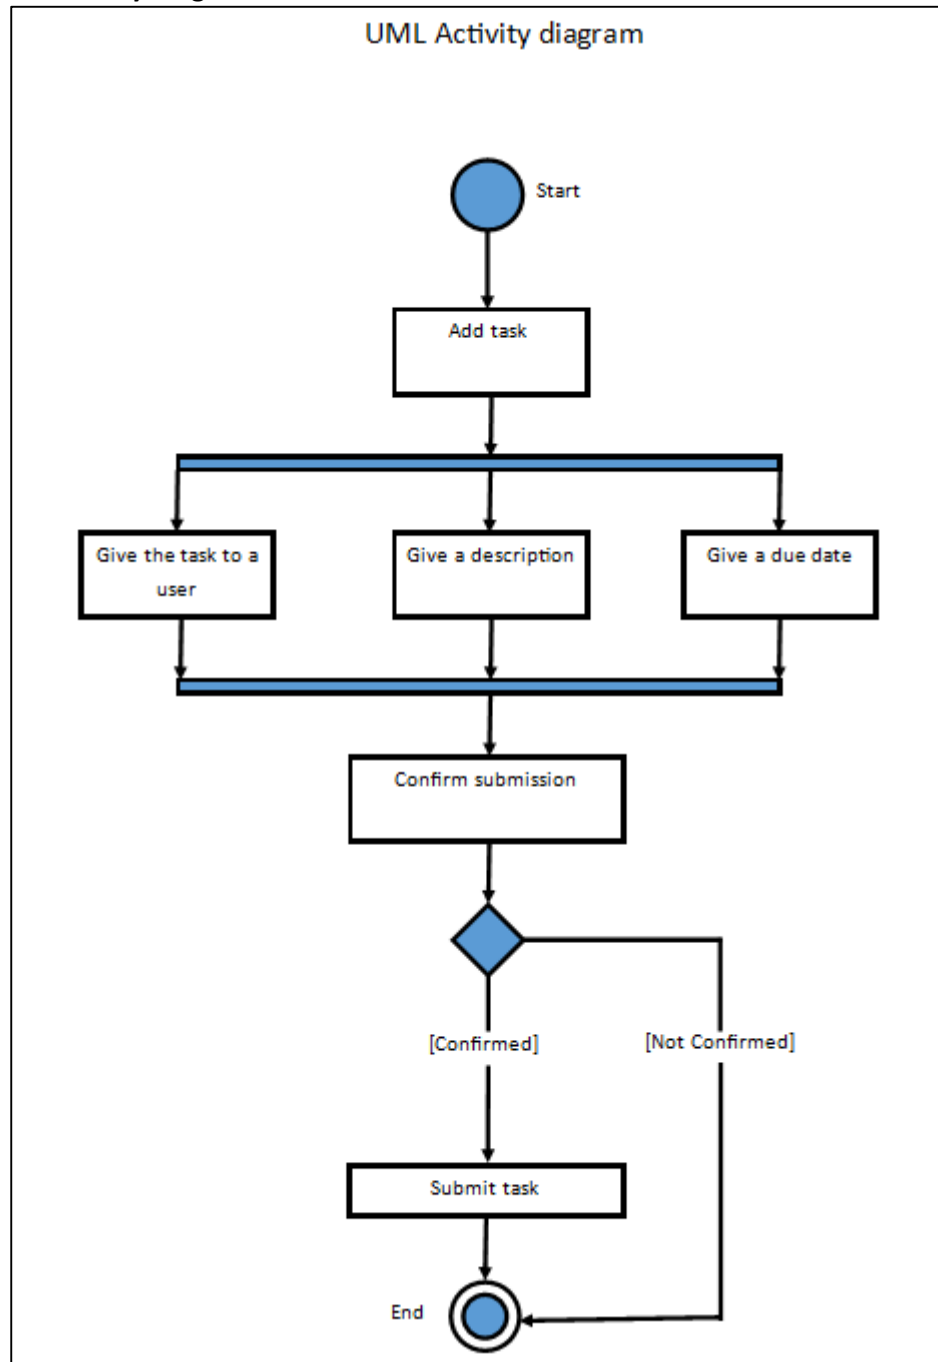 UML Activity diagram
Start
Add task
Give the task to a
user
Give a description
Give a due date
Confirm submission
[Confirmed]
[Not Confirmed]
Submit task
End